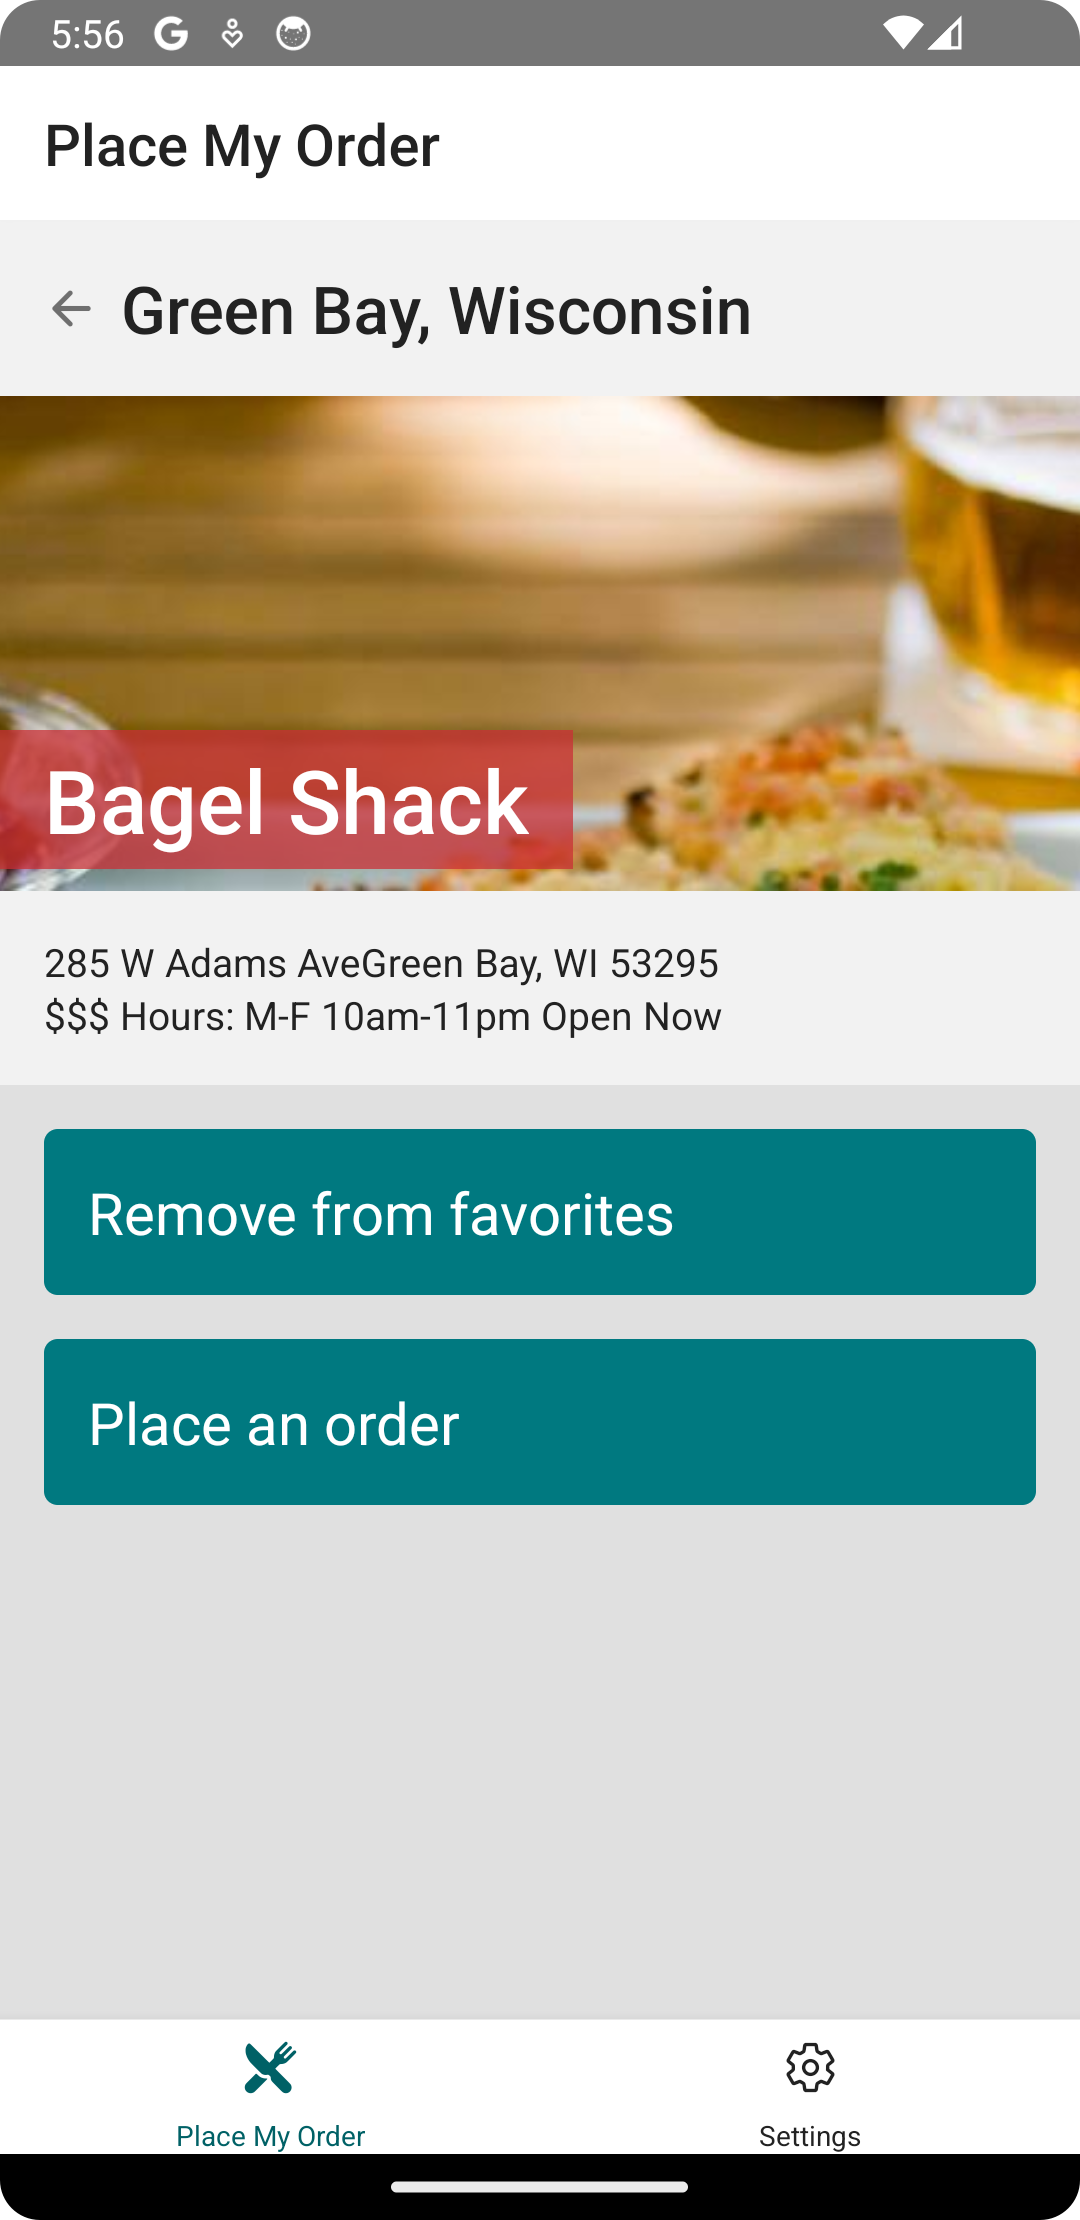 5:56
Place My Order
Green Bay, Wisconsin
Bagel Shack
285 W Adams AveGreen Bay, WI 53295
$$$ Hours: M-F 10am-11pm Open Now
Remove from favorites
Place an order
Place My Order
Settings